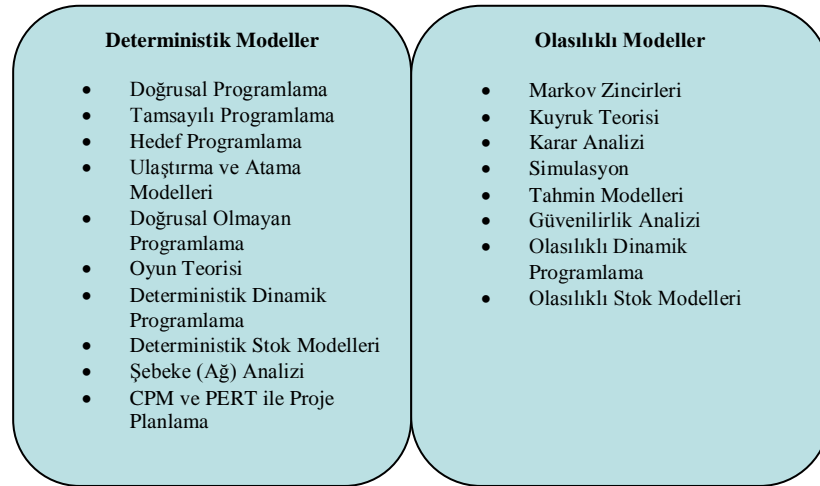 Deterministik Modeller
• Doğrusal Programlama
• Tamsayılı Programlama
• Hedef Programlama
• Ulaştırma ve Atama
Modelleri
• Doğrusal Olmayan
Programlama
• Oyun Teorisi
• Deterministik Dinamik
Programlama
• Deterministik Stok Modelleri
• Şebeke (Ağ) Analizi
• CPM ve PERT ile Proje
Planlama
Olasılıklı Modeller
• Markov Zincirleri
• Kuyruk Teorisi
• Karar Analizi
• Simulasyon
• Tahmin Modelleri
• Güvenilirlik Analizi
• Olasılıklı Dinamik
Programlama
• Olasılıklı Stok Modelleri